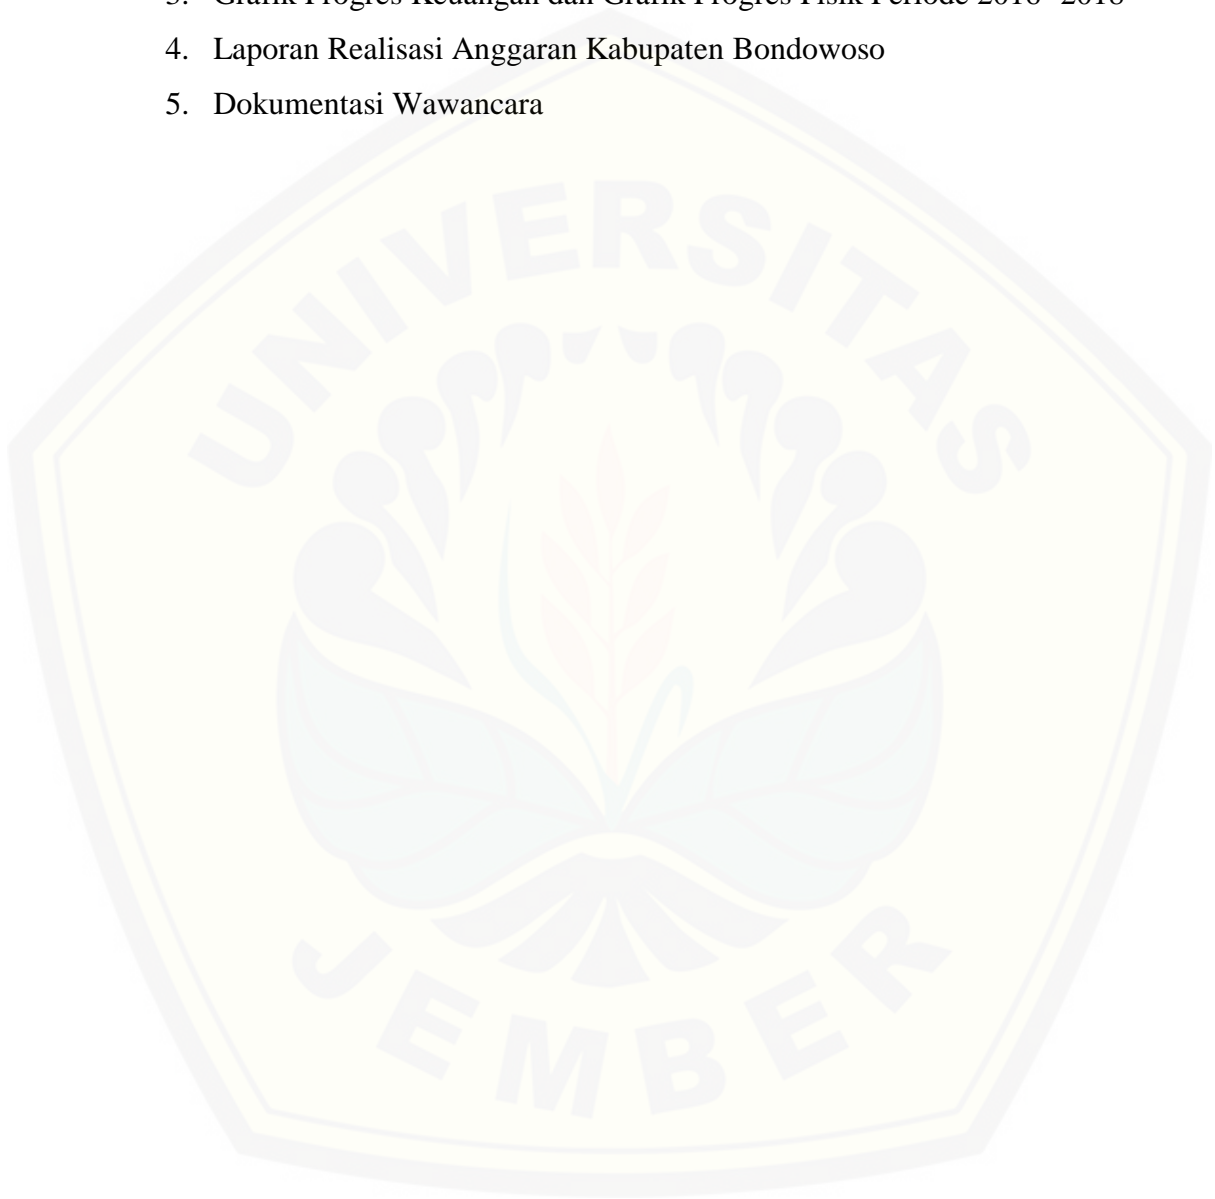 3. Grafik Progres Keuangan dan Grafik Progres Fisik Periode 2016 -2018
4. Laporan Realisasi Anggaran Kabupaten Bondowoso
5. Dokumentasi Wawancara
UNIVERSITAS
JEMBER